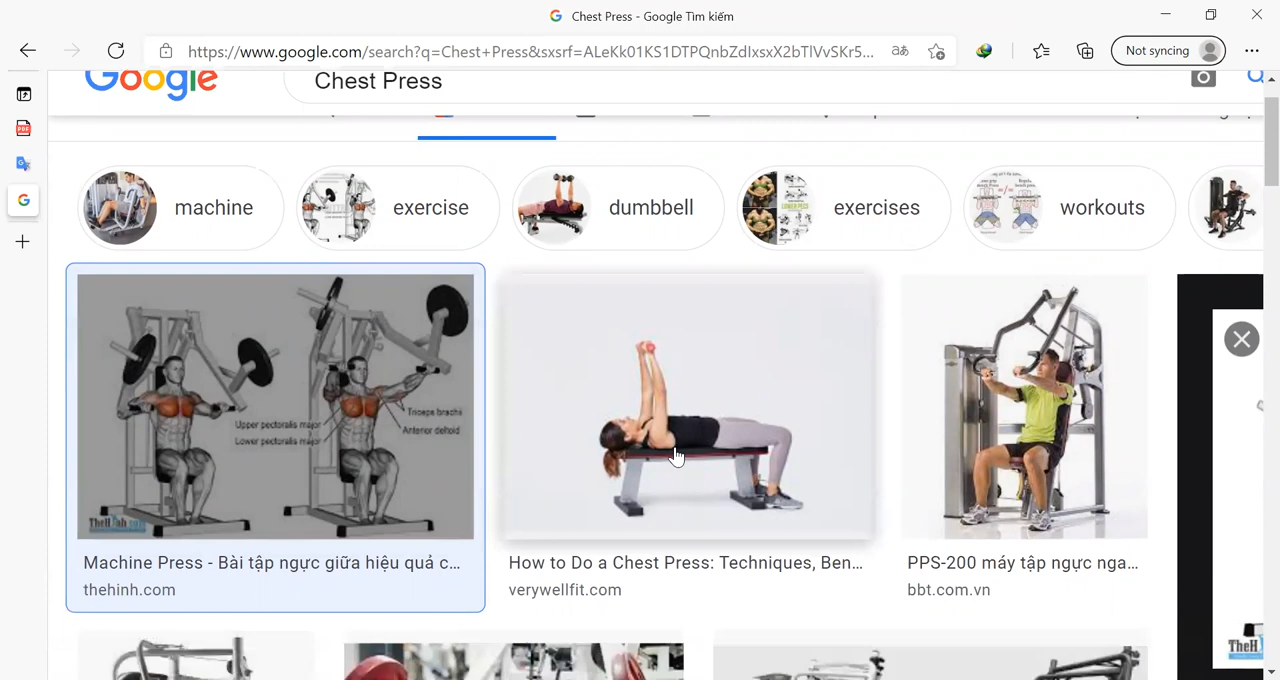 Chest Press - Google Tìm kiếm
https://www.google.com/search?q=Chest+Press&sxsrf=ALeKk01KS1DTPQnbZdIxsxX2bTlVvSKr5...
Not syncing
Google
Chest Press
machine
exercise
dumbbell
exercises
workouts
Upper pectoralis major
Lower pectoralis major
Triceps brachii
Anterior deltoid
Machine Press - Bài tập ngực giữa hiệu quả c...
thehinh.com
How to Do a Chest Press: Techniques, Ben...
verywellfit.com
PPS-200 máy tập ngực nga...
bbt.com.vn